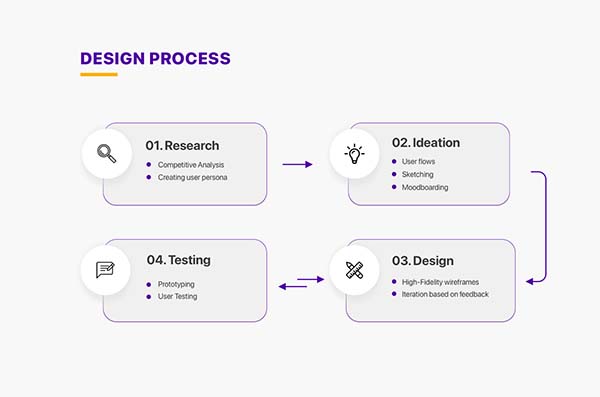 DESIGN PROCESS
01. Research
Competitive Analysis
Creating user persona
02. Ideation
User flows
Sketching
Moodboarding
03. Design
High-Fidelity wireframes
Iteration based on feedback
04. Testing
Prototyping
User Testing